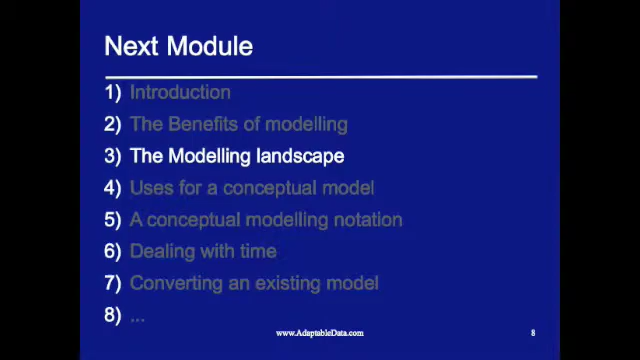 Next Module
1) Introduction
2) The Benefits of modelling
3) The Modelling landscape
4) Uses for a conceptual model
5) A conceptual modelling notation
6) Dealing with time
7) Converting an existing model
8) ...
www.AdaptableData.com
8